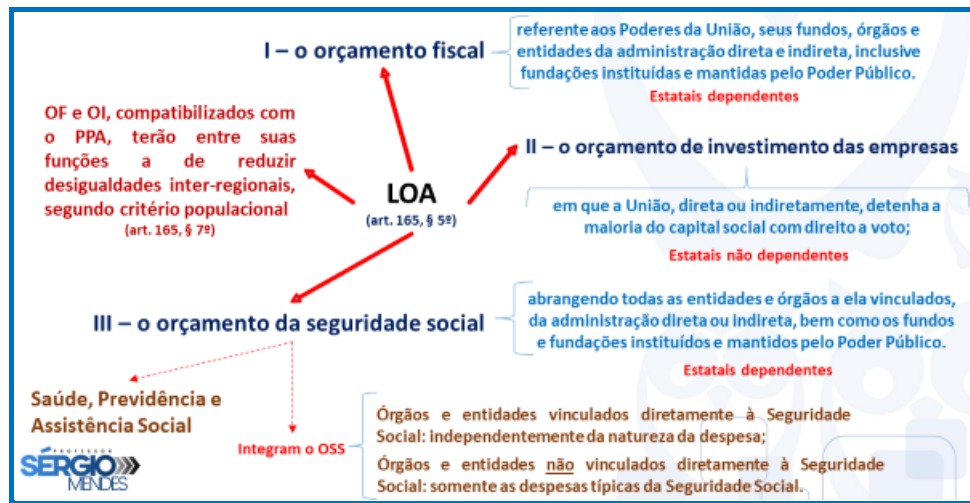 I – o orçamento fiscal
referente aos Poderes da União, seus fundos, órgãos e
entidades da administração direta e indireta, inclusive
fundações instituídas e mantidas pelo Poder Público.
Estatais dependentes
OF e OI, compatibilizados com
o PPA, terão entre suas
funções a de reduzir
desigualdades inter-regionais,
segundo critério populacional
(art. 165, § 7º)
LOA
(art. 165, § 5º)
II – o orçamento de investimento das empresas
em que a União, direta ou indiretamente, detenha a
maioria do capital social com direito a voto;
Estatais não dependentes
III – o orçamento da seguridade social
abrangendo todas as entidades e órgãos a ela vinculados,
da administração direta ou indireta, bem como os fundos
e fundações instituídos e mantidos pelo Poder Público.
Estatais dependentes
Saúde, Previdência e
Assistência Social
Integram o OSS
Órgãos e entidades vinculados diretamente à Seguridade
Social: independentemente da natureza da despesa;
Órgãos e entidades não vinculados diretamente à Seguridade
Social: somente as despesas típicas da Seguridade Social.
PROFESSOR
SÉRGIO
MENDES